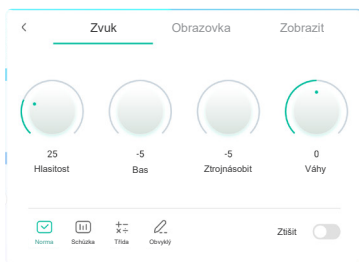 Zvuk Obrazovka Zobrazit
25 -5 -5 0
Hlasitost Bas Ztrojnásobit Váhy
Norma Schůzka Třída Obvyklý Ztišit